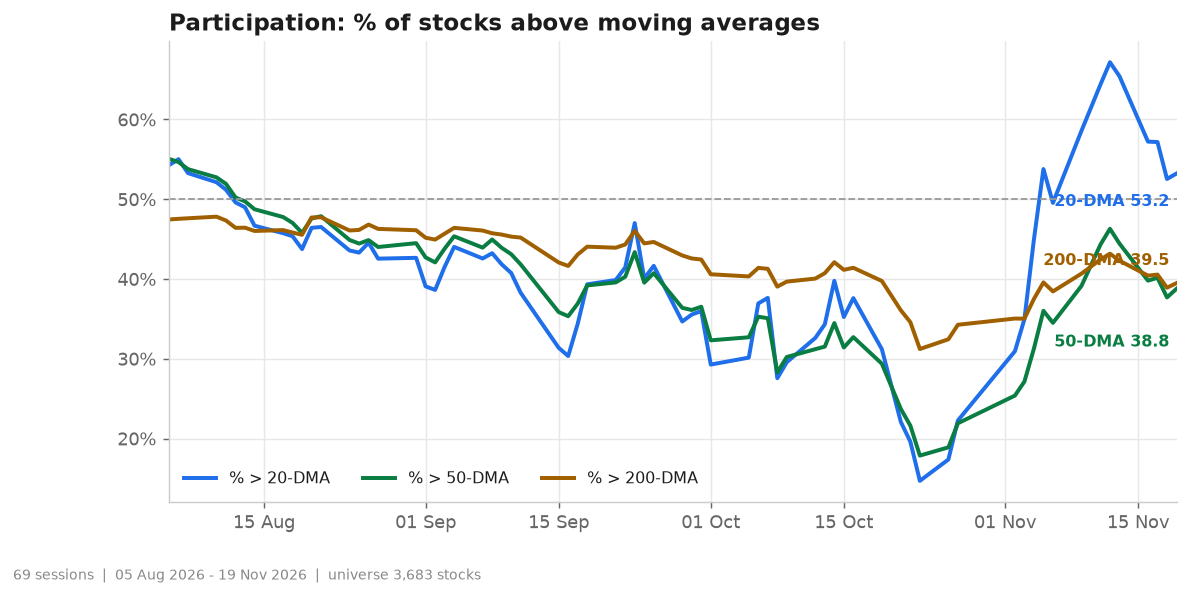 Participation: % of stocks above moving averages
60%
50%
40%
30%
20%
20-DMA 53.2
200-DMA 39.5
50-DMA 38.8
% > 20-DMA
% > 50-DMA
% > 200-DMA
15 Aug
01 Sep
15 Sep
01 Oct
15 Oct
01 Nov
15 Nov
69 sessions | 05 Aug 2026 - 19 Nov 2026 | universe 3,683 stocks